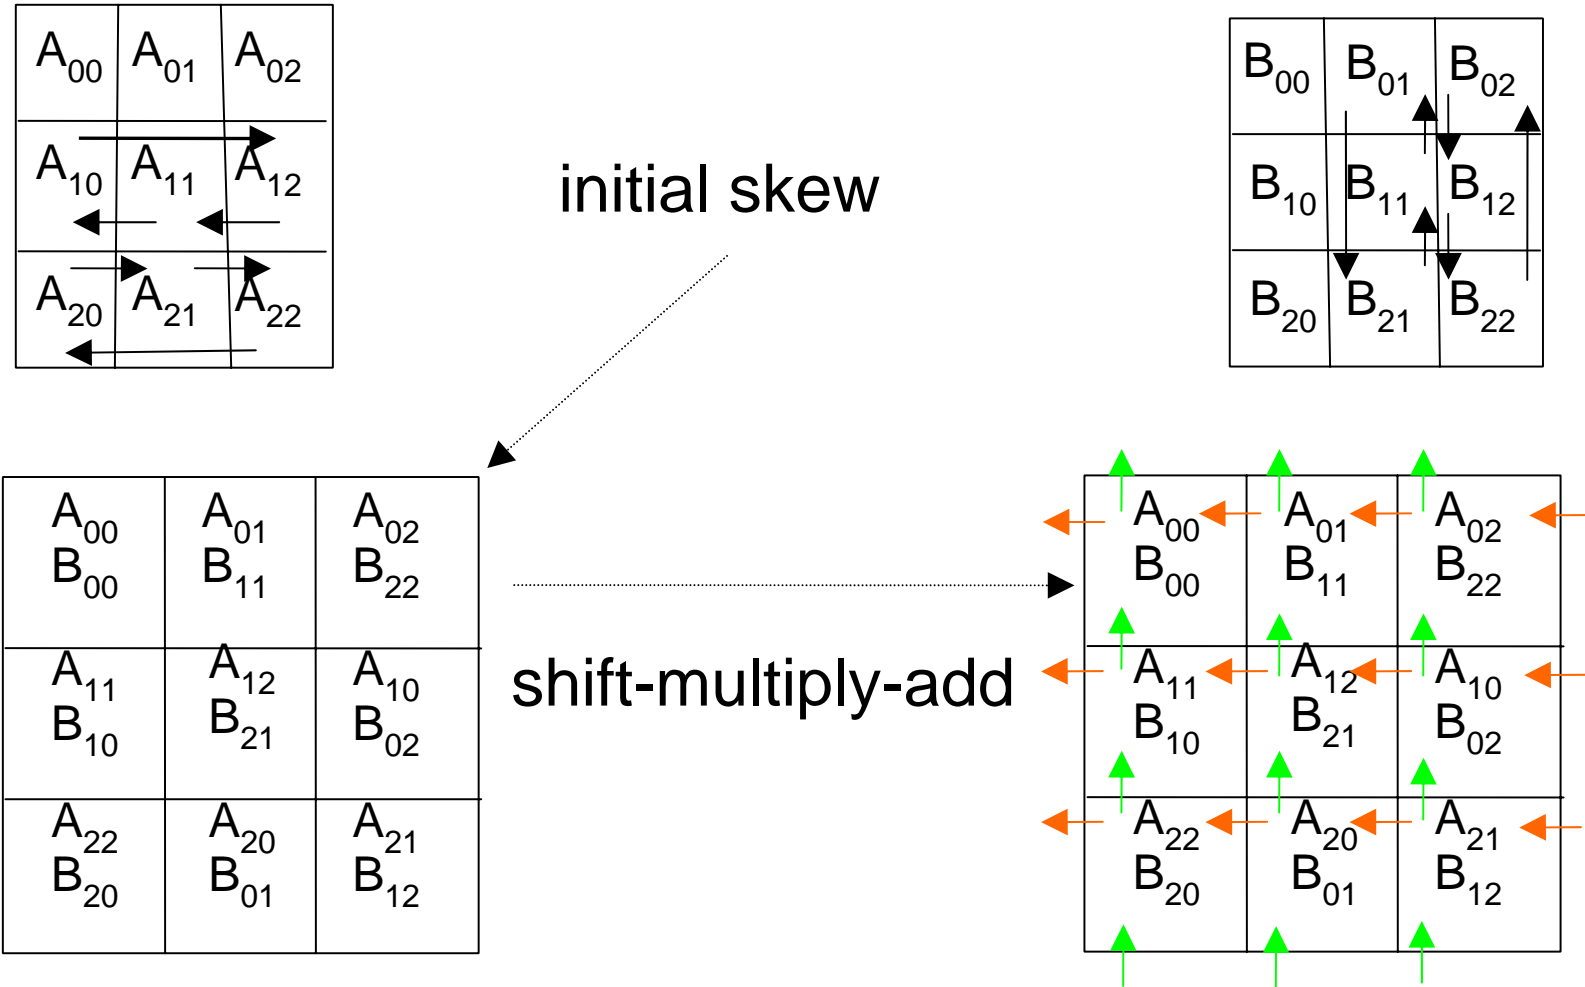 A00 A01 A02
A10 A11 A12
A20 A21 A22
initial skew
B00 B01 B02
B10 B11 B12
B20 B21 B22
A00 A01 A02
B00 B11 B22
A11 A12 A10
B10 B21 B02
A22 A20 A21
B20 B01 B12
shift-multiply-add
A00 A01 A02
B00 B11 B22
A11 A12 A10
B10 B21 B02
A22 A20 A21
B20 B01 B12